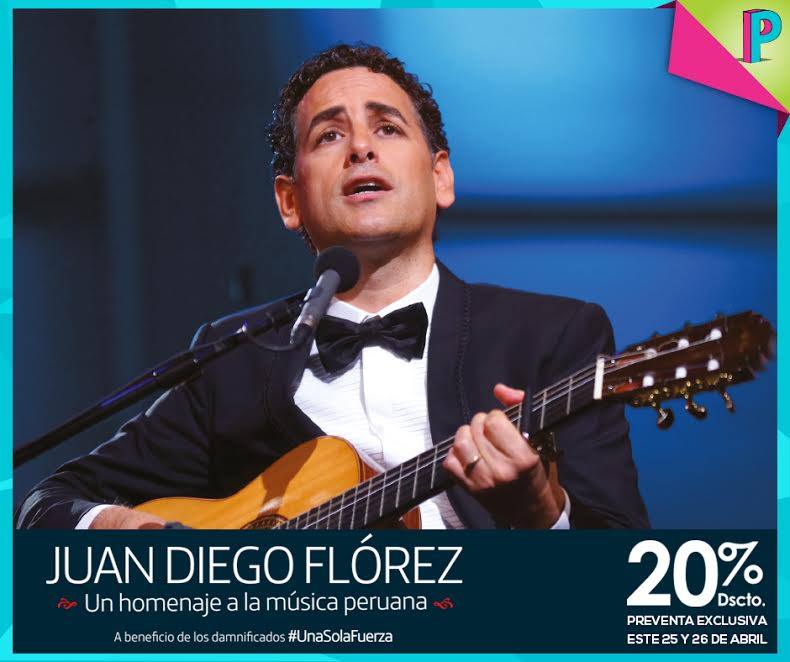 P
JUAN DIEGO FLÓREZ
Un homenaje a la música peruana
A beneficio de los damnificados #UnaSolaFuerza
20%
Dscto.
PREVENTA EXCLUSIVA
ESTE 25 Y 26 DE ABRIL